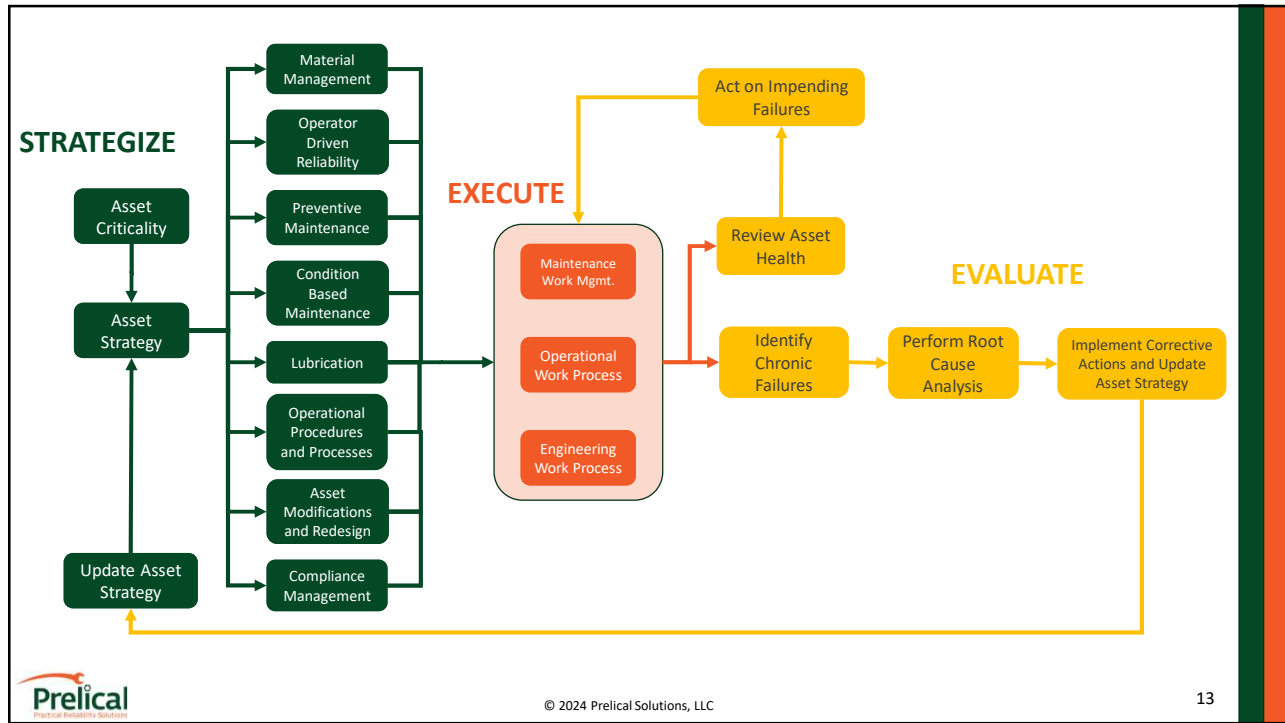 STRATEGIZE
Asset
Criticality
Asset
Strategy
Update Asset
Strategy
Material
Management
Operator
Driven
Reliability
Preventive
Maintenance
Condition
Based
Maintenance
Lubrication
Operational
Procedures
and Processes
Asset
Modifications
and Redesign
Compliance
Management
EXECUTE
Maintenance
Work Mgmt.
Operational
Work Process
Engineering
Work Process
Act on Impending
Failures
Review Asset
Health
EVALUATE
Identify
Chronic
Failures
Perform Root
Cause
Analysis
Implement Corrective
Actions and Update
Asset Strategy
Prelical
Practical Reliability Solutions
© 2024 Prelical Solutions, LLC
13